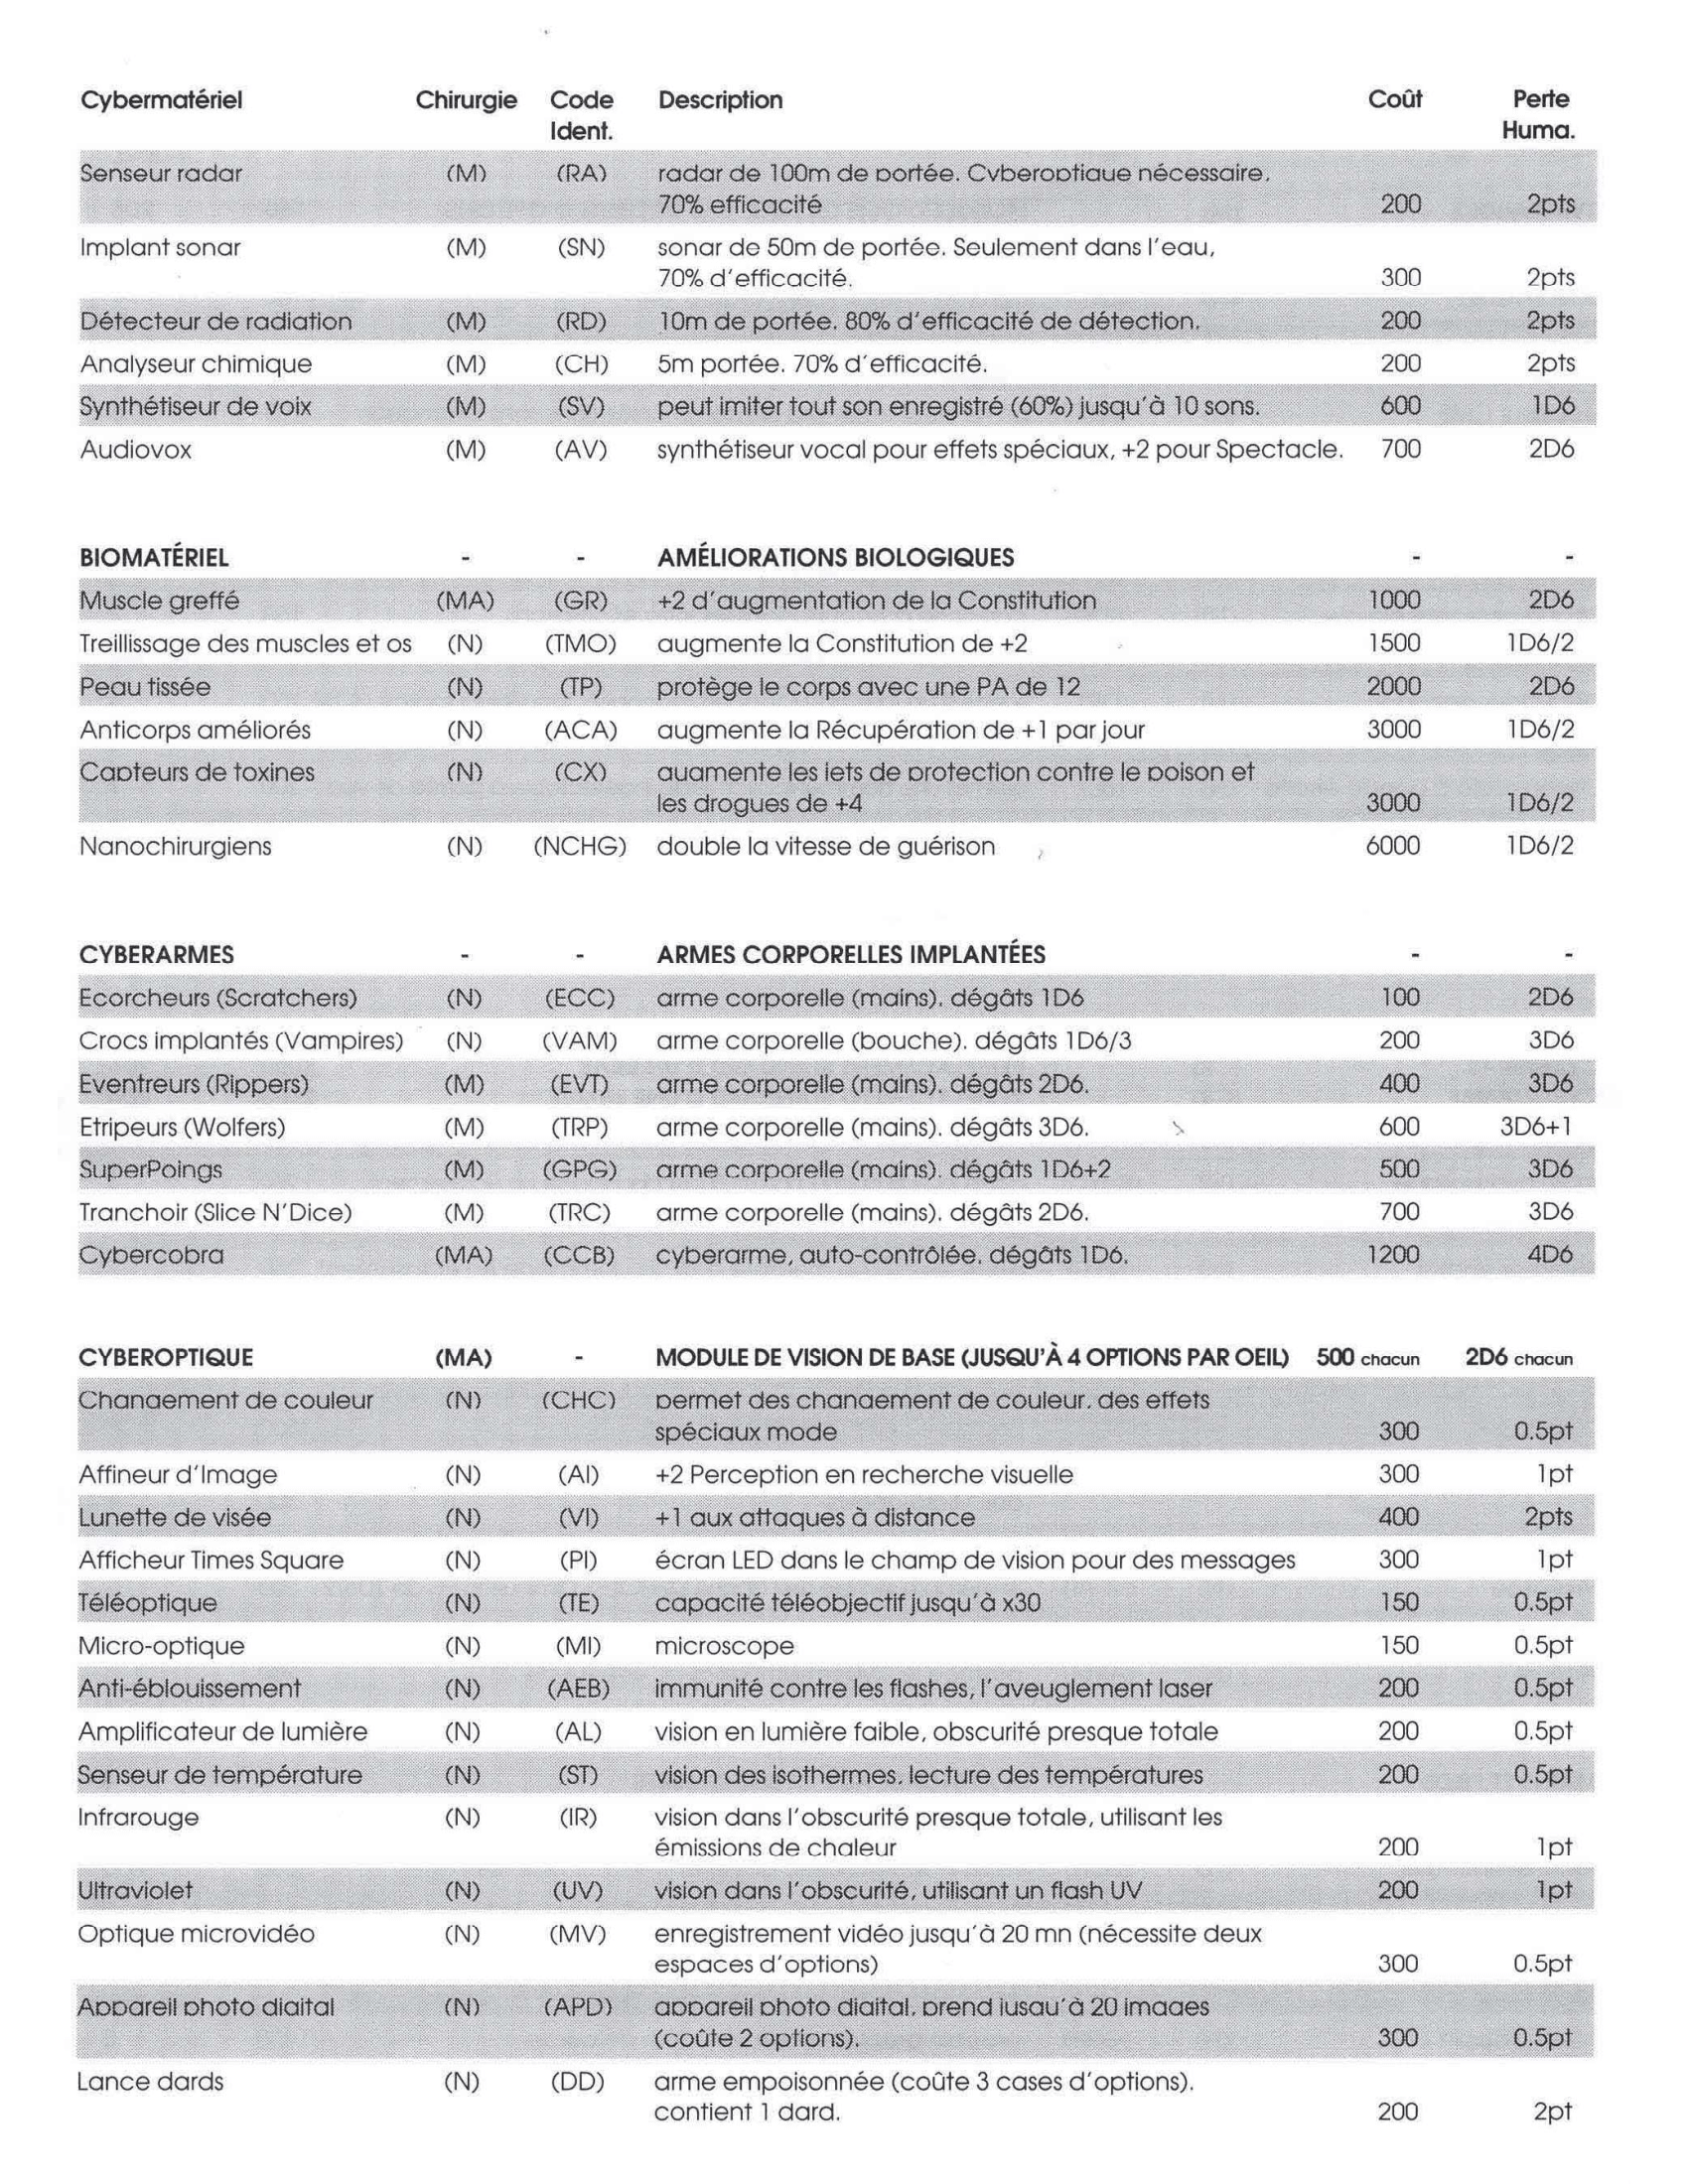 Cybermatériel Chirurgie Code Description Coût Perte
Ident. Huma.
Senseur radar (M) (RA) radar de 100m de portée. Cyberoptique nécessaire.
70% efficacité 200 2pts
Implant sonar (M) (SN) sonar de 50m de portée. Seulement dans l'eau,
70% d'efficacité. 300 2pts
Détecteur de radiation (M) (RD) 10m de portée. 80% d'efficacité de détection. 200 2pts
Analyseur chimique (M) (CH) 5m portée. 70% d'efficacité. 200 2pts
Synthétiseur de voix (M) (SV) peut imiter tout son enregistré (60%) jusqu'à 10 sons. 600 1D6
Audiovox (M) (AV) synthétiseur vocal pour effets spéciaux, +2 pour Spectacle. 700 2D6
BIOMATÉRIEL - - AMÉLIORATIONS BIOLOGIQUES - -
Muscle greffé (MA) (GR) +2 d'augmentation de la Constitution 1000 2D6
Treillissage des muscles et os (N) (TMO) augmente la Constitution de +2 1500 1D6/2
Peau tissée (N) (TP) protège le corps avec une PA de 12 2000 2D6
Anticorps améliorés (N) (ACA) augmente la Récupération de +1 par jour 3000 1D6/2
Capteurs de toxines (N) (CX) augmente les jets de protection contre le poison et
les drogues de +4 3000 1D6/2
Nanochirurgiens (N) (NCHG) double la vitesse de guérison 6000 1D6/2
CYBERARMES - - ARMES CORPORELLES IMPLANTÉES - -
Ecorcheurs (Scratchers) (N) (ECC) arme corporelle (mains). dégâts 1D6 100 2D6
Crocs implantés (Vampires) (N) (VAM) arme corporelle (bouche). dégâts 1D6/3 200 3D6
Eventreurs (Rippers) (M) (EVT) arme corporelle (mains). dégâts 2D6. 400 3D6
Etripeurs (Wolfers) (M) (TRP) arme corporelle (mains). dégâts 3D6. 600 3D6+1
SuperPoings (M) (GPG) arme corporelle (mains). dégâts 1D6+2 500 3D6
Tranchoir (Slice N'Dice) (M) (TRC) arme corporelle (mains). dégâts 2D6. 700 3D6
Cybercobra (MA) (CCB) cyberarme, auto-contrôlée. dégâts 1D6. 1200 4D6
CYBEROPTIQUE (MA) - MODULE DE VISION DE BASE (JUSQU'À 4 OPTIONS PAR OEIL) 500 chacun 2D6 chacun
Changement de couleur (N) (CHC) permet des changement de couleur. des effets
spéciaux mode 300 0.5pt
Affineur d'Image (N) (AI) +2 Perception en recherche visuelle 300 1pt
Lunette de visée (N) (VI) +1 aux attaques à distance 400 2pts
Afficheur Times Square (N) (PI) écran LED dans le champ de vision pour des messages 300 1pt
Téléoptique (N) (TE) capacité téléobjectif jusqu'à x30 150 0.5pt
Micro-optique (N) (MI) microscope 150 0.5pt
Anti-éblouissement (N) (AEB) immunité contre les flashes, l'aveuglement laser 200 0.5pt
Amplificateur de lumière (N) (AL) vision en lumière faible, obscurité presque totale 200 0.5pt
Senseur de température (N) (ST) vision des isothermes. lecture des températures 200 0.5pt
Infrarouge (N) (IR) vision dans l'obscurité presque totale, utilisant les
émissions de chaleur 200 1pt
Ultraviolet (N) (UV) vision dans l'obscurité, utilisant un flash UV 200 1pt
Optique microvidéo (N) (MV) enregistrement vidéo jusqu'à 20 mn (nécessite deux
espaces d'options) 300 0.5pt
Appareil photo digital (N) (APD) appareil photo digital. prend jusqu'à 20 images
(coûte 2 options). 300 0.5pt
Lance dards (N) (DD) arme empoisonnée (coûte 3 cases d'options).
contient 1 dard. 200 2pt